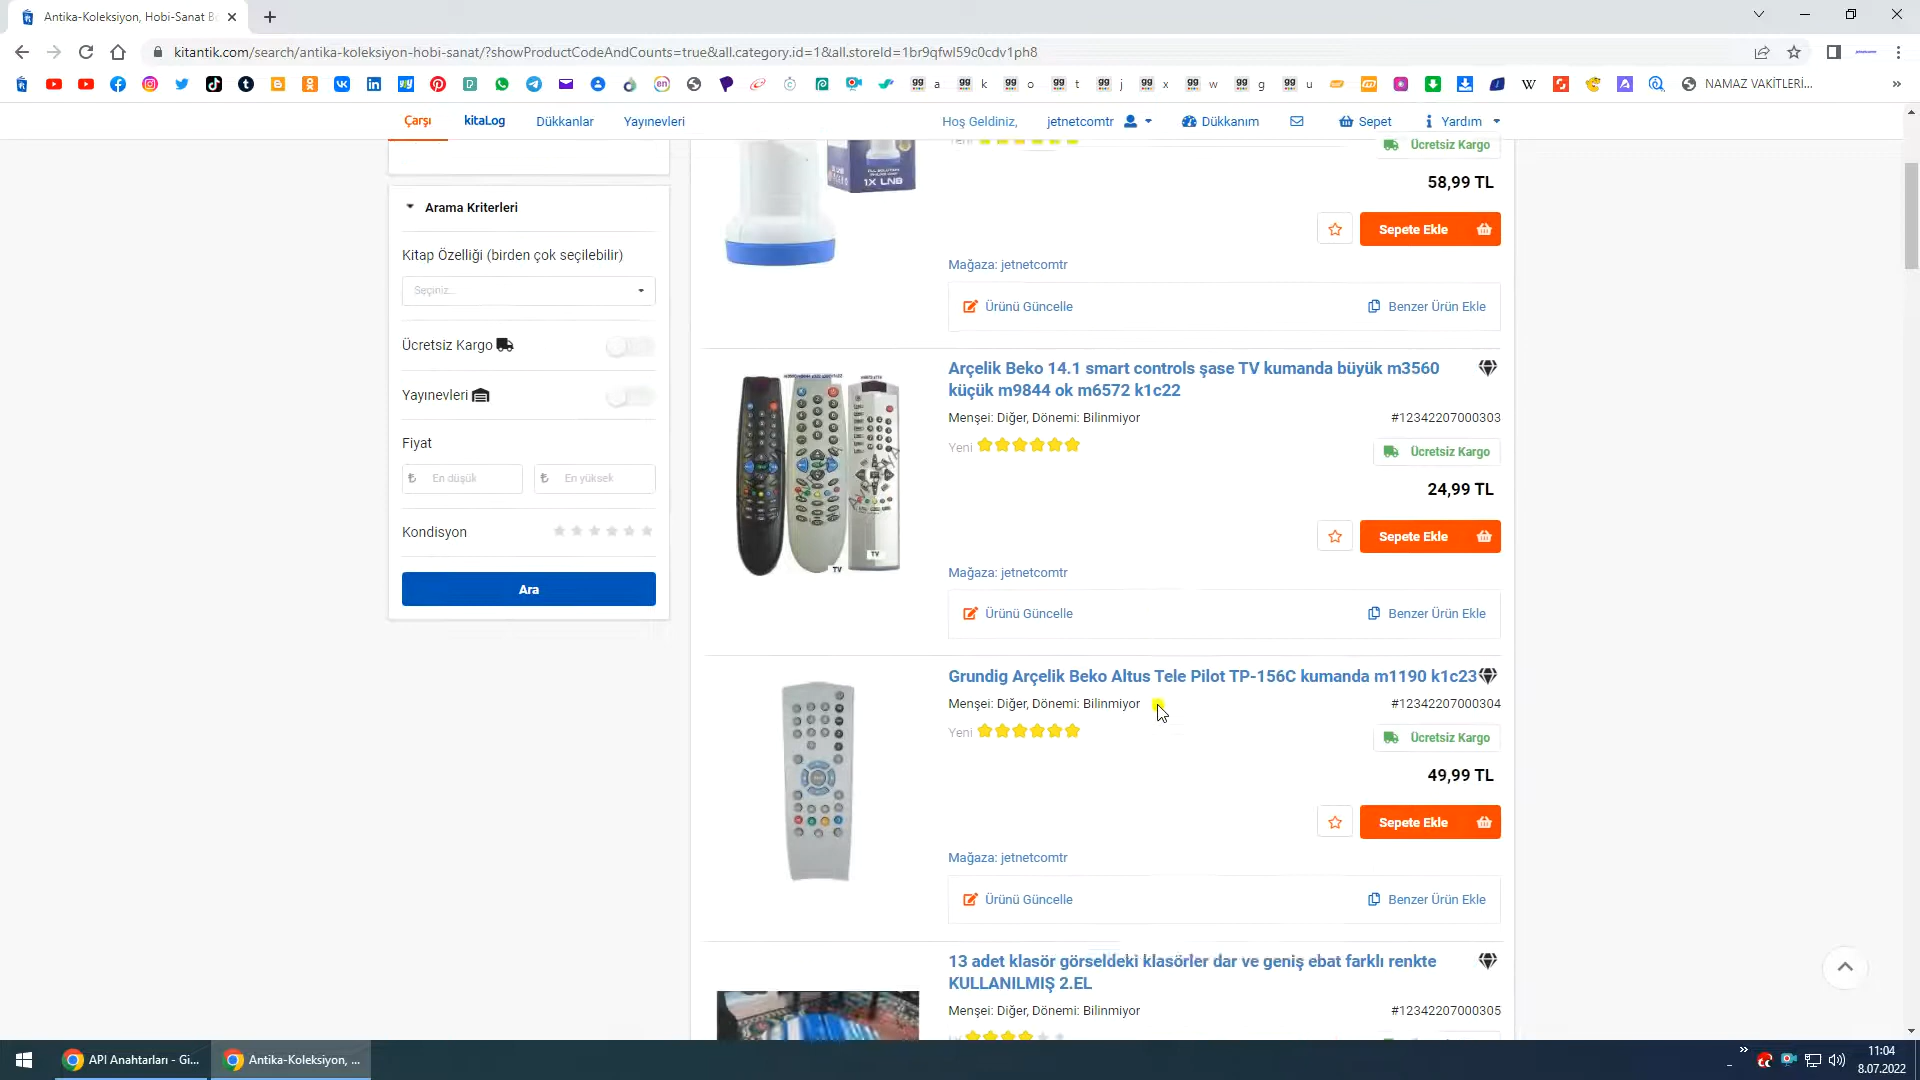 Antika-Koleksiyon, Hobi-Sanat
kitantik.com/search/antika-koleksiyon-hobi-sanat/?showProductCodeAndCounts=true&all.category.id=1&all.storeId=1br9qfwl59c0cdv1ph8
a k o t j x w g u W NAMAZ VAKİTLERİ...
Çarşı kitaLog Dükkanlar Yayınevleri Hoş Geldiniz, jetnetcomtr Dükkanım Sepet Yardım
Ücretsiz Kargo
1X LNB
58,99 TL
Sepete Ekle
Mağaza: jetnetcomtr
Ürünü Güncelle Benzer Ürün Ekle
Arama Kriterleri
Kitap Özelliği (birden çok seçilebilir)
Seçiniz...
Ücretsiz Kargo
Yayınevleri
Fiyat
En düşük En yüksek
Kondisyon
Ara
Arçelik Beko 14.1 smart controls şase TV kumanda büyük m3560
küçük m9844 ok m6572 k1c22
Menşei: Diğer, Dönemi: Bilinmiyor #12342207000303
Yeni
Ücretsiz Kargo
24,99 TL
Sepete Ekle
TV
TV
Mağaza: jetnetcomtr
Ürünü Güncelle Benzer Ürün Ekle
Grundig Arçelik Beko Altus Tele Pilot TP-156C kumanda m1190 k1c23
Menşei: Diğer, Dönemi: Bilinmiyor #12342207000304
Yeni
Ücretsiz Kargo
49,99 TL
Sepete Ekle
Mağaza: jetnetcomtr
Ürünü Güncelle Benzer Ürün Ekle
13 adet klasör görseldeki klasörler dar ve geniş ebat farklı renkte
KULLANILMIŞ 2.EL
Menşei: Diğer, Dönemi: Bilinmiyor #12342207000305
API Anahtarları - Gi...
Antika-Koleksiyon, ...
11:04
8.07.2022